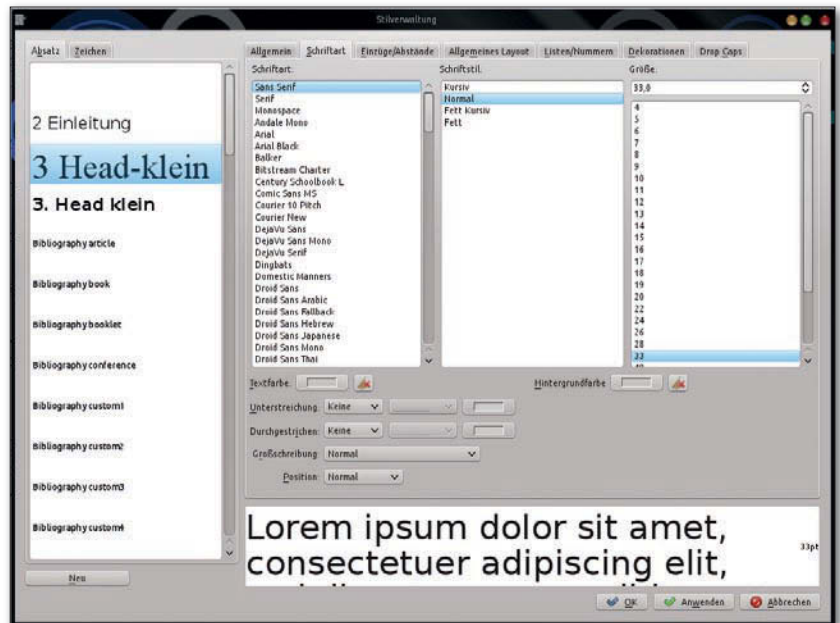 Stilverwaltung
Absatz Zeichen
2 Einleitung
3 Head-klein
3. Head klein
Bibliography article
Bibliography book
Bibliography booklet
Bibliography conference
Bibliography custom1
Bibliography custom2
Bibliography custom3
Bibliography custom4
Neu
Allgemein Schriftart Einzüge/Abstände Allgemeines Layout Listen/Nummern Dekorationen Drop Caps
Schriftart: Schriftstil: Größe:
Sans Serif
Serif
Monospace
Andale Mono
Arial
Arial Black
Balker
Bitstream Charter
Century Schoolbook L
Comic Sans MS
Courier 10 Pitch
Courier New
DejaVu Sans
DejaVu Sans Mono
DejaVu Serif
Dingbats
Domestic Manners
Droid Sans
Droid Sans Arabic
Droid Sans Fallback
Droid Sans Hebrew
Droid Sans Japanese
Droid Sans Mono
Droid Sans Thai
Kursiv
Normal
Fett Kursiv
Fett
33,0
4
5
6
7
8
9
10
11
12
13
14
15
16
17
18
19
20
22
24
26
28
33
Textfarbe: Hintergrundfarbe
Unterstreichung: Keine
Durchgestrichen: Keine
Großschreibung: Normal
Position: Normal
Lorem ipsum dolor sit amet,
consectetuer adipiscing elit,
33pt
OK Anwenden Abbrechen